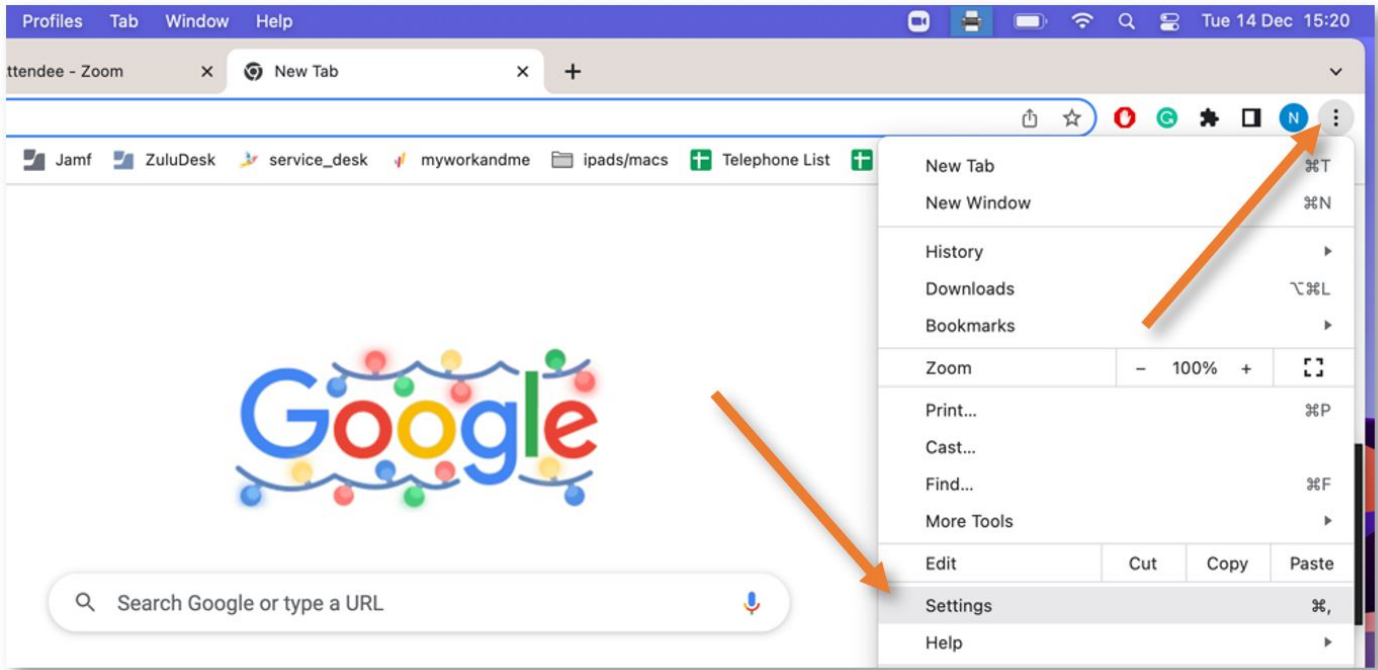 Profiles Tab Window Help Tue 14 Dec 15:20
ttendee - Zoom New Tab
N
Jamf ZuluDesk service_desk myworkandme ipads/macs Telephone List
New Tab ⌘T
New Window ⌘N
History
Downloads ⌥⌘L
Bookmarks
Zoom - 100% +
Google
Print... ⌘P
Cast...
Find... ⌘F
More Tools
Edit Cut Copy Paste
Search Google or type a URL
Settings ⌘,
Help